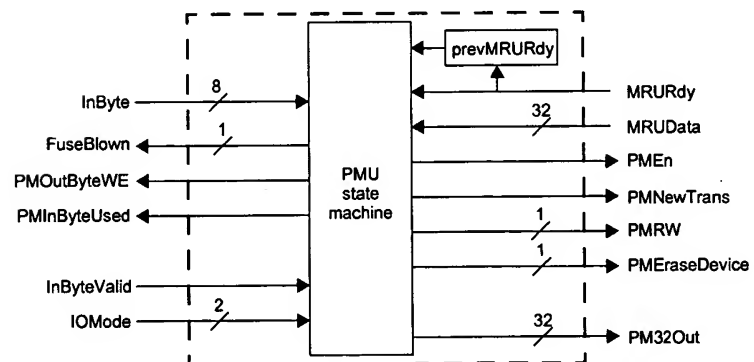 prevMRURdy
8
InByte
MRURdy
32
MRUData
1
FuseBlown
PMEn
PMU
state
machine
PMOutByteWE
PMNewTrans
PMInByteUsed
1
PMRW
1
PMEraseDevice
InByteValid
2
IOMode
32
PM32Out